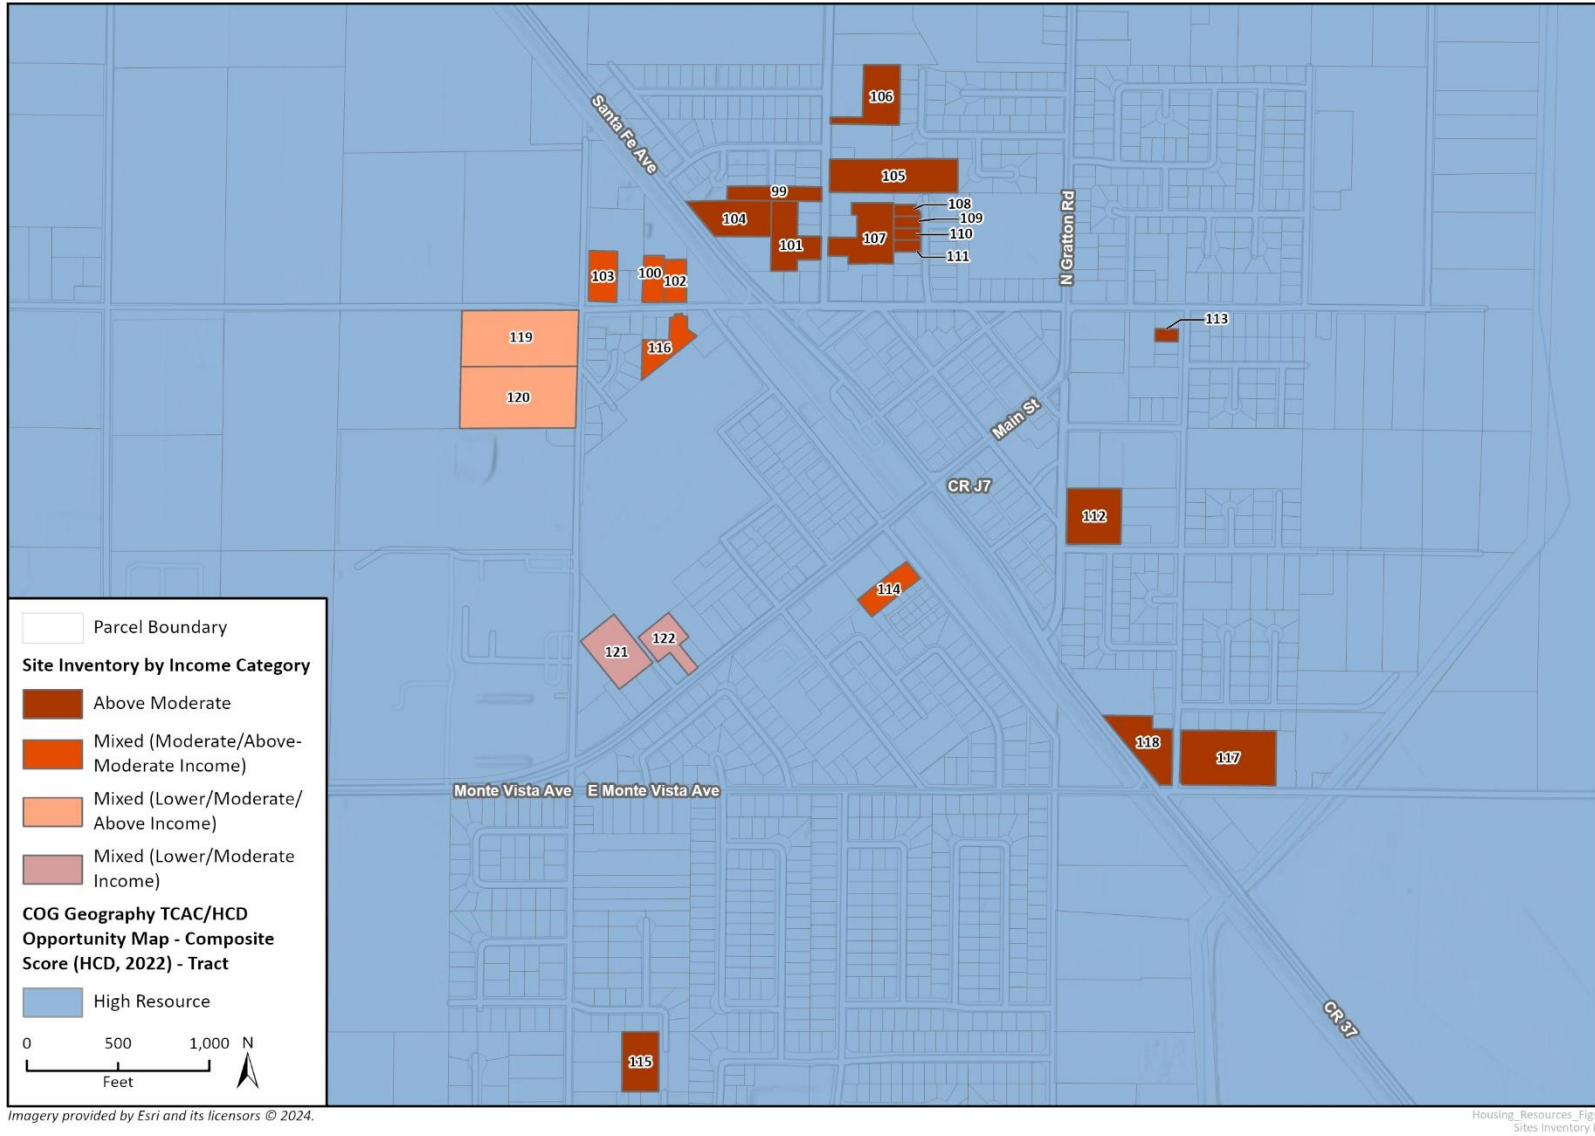 106
Santa Fe Ave
99
105
108
109
110
111
104
101
107
N Gratton Rd
103
100
102
113
119
116
120
Main St
CR J7
112
114
121
122
118
117
Monte Vista Ave
E Monte Vista Ave
CR 37
115
Parcel Boundary
Site Inventory by Income Category
Above Moderate
Mixed (Moderate/Above-
Moderate Income)
Mixed (Lower/Moderate/
Above Income)
Mixed (Lower/Moderate
Income)
COG Geography TCAC/HCD
Opportunity Map - Composite
Score (HCD, 2022) - Tract
High Resource
0 500 1,000 N
Feet
Imagery provided by Esri and its licensors © 2024.
Housing_Resources_Fig
Sites Inventory